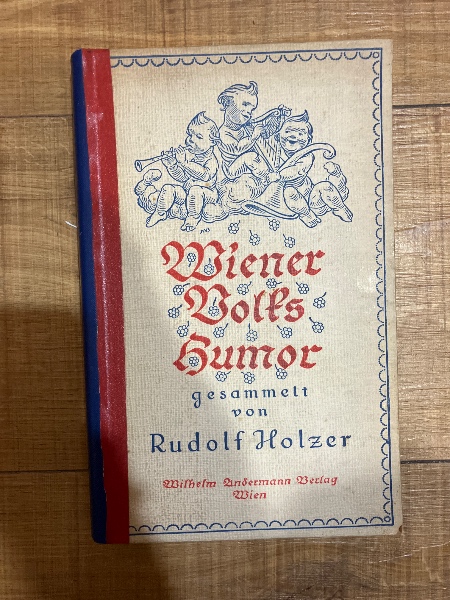 Wiener
Volks
Humor
gesammelt
von
Rudolf Holzer
Wilhelm Andermann Verlag
Wien